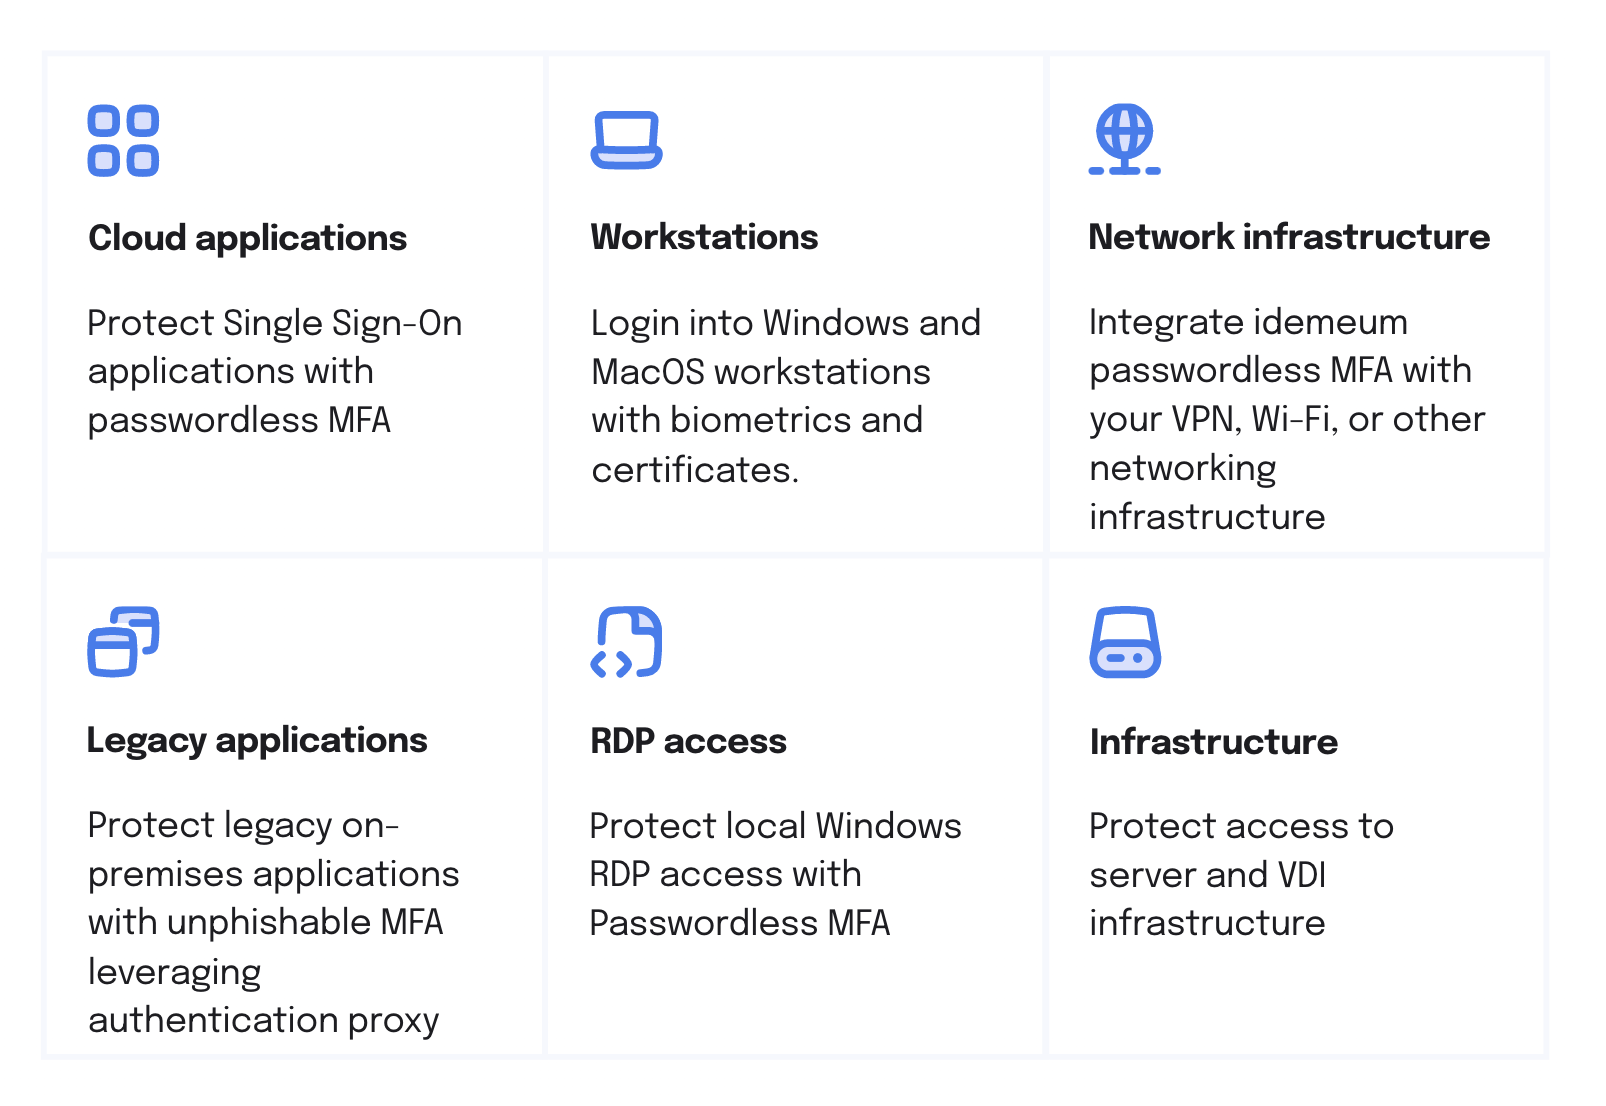 Cloud applications
Protect Single Sign-On
applications with
passwordless MFA
Workstations
Login into Windows and
MacOS workstations
with biometrics and
certificates.
Network infrastructure
Integrate idemeum
passwordless MFA with
your VPN, Wi-Fi, or other
networking
infrastructure
Legacy applications
Protect legacy on-
premises applications
with unphishable MFA
leveraging
authentication proxy
RDP access
Protect local Windows
RDP access with
Passwordless MFA
Infrastructure
Protect access to
server and VDI
infrastructure